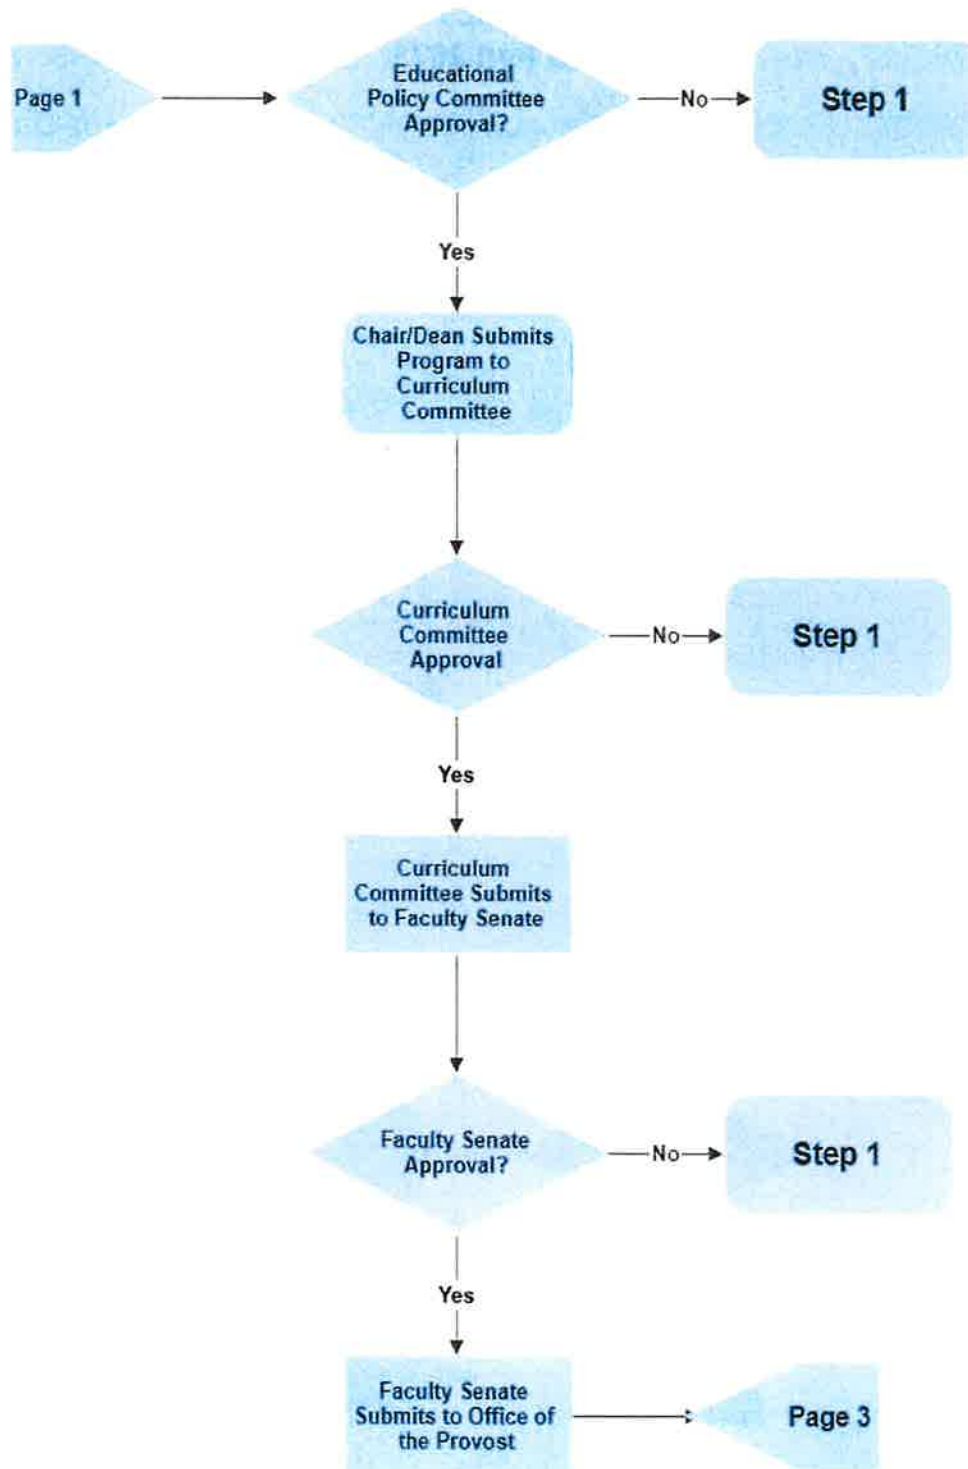 Page 1
Educational
Policy Committee
Approval?
No
Step 1
Yes
Chair/Dean Submits
Program to
Curriculum
Committee
Curriculum
Committee
Approval
No
Step 1
Yes
Curriculum
Committee Submits
to Faculty Senate
Faculty Senate
Approval?
No
Step 1
Yes
Faculty Senate
Submits to Office of
the Provost
Page 3